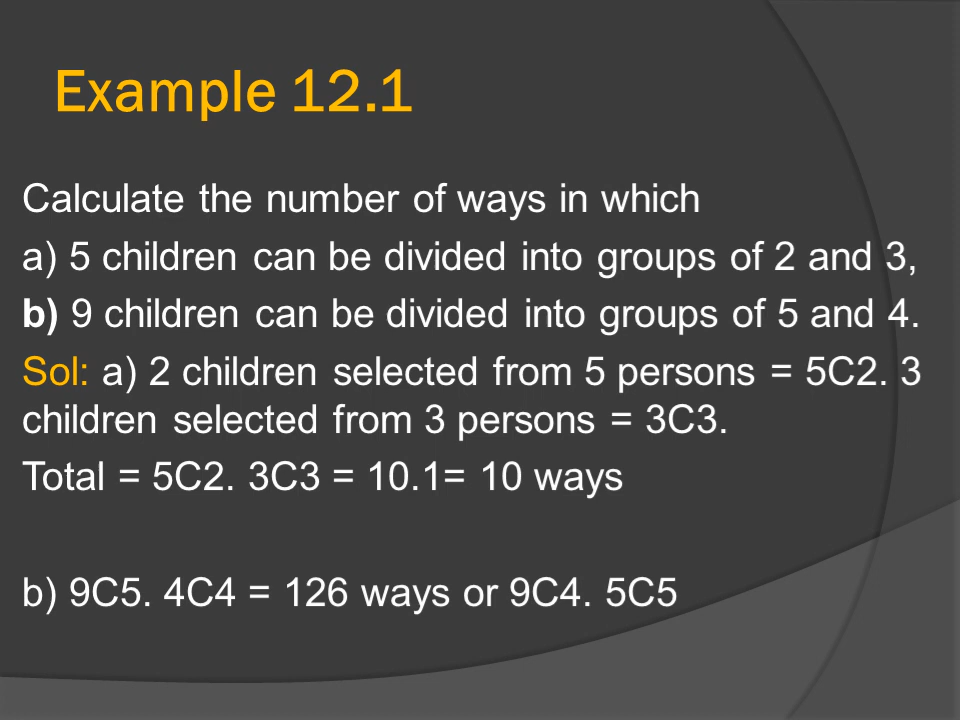 Example 12.1
Calculate the number of ways in which
a) 5 children can be divided into groups of 2 and 3,
b) 9 children can be divided into groups of 5 and 4.
Sol: a) 2 children selected from 5 persons = 5C2. 3
children selected from 3 persons = 3C3.
Total = 5C2. 3C3 = 10.1= 10 ways
b) 9C5. 4C4 = 126 ways or 9C4. 5C5